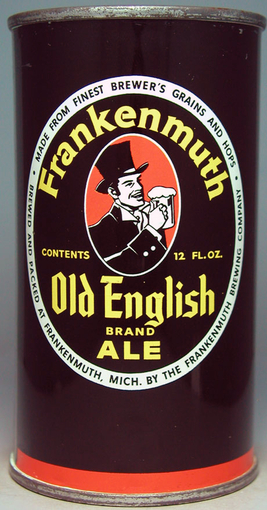 • MADE FROM FINEST BREWER'S GRAINS AND HOPS •
Frankenmuth
CONTENTS 12 FL. OZ.
Old English
BRAND
ALE
BREWED AND PACKED AT FRANKENMUTH, MICH. BY THE FRANKENMUTH BREWING COMPANY